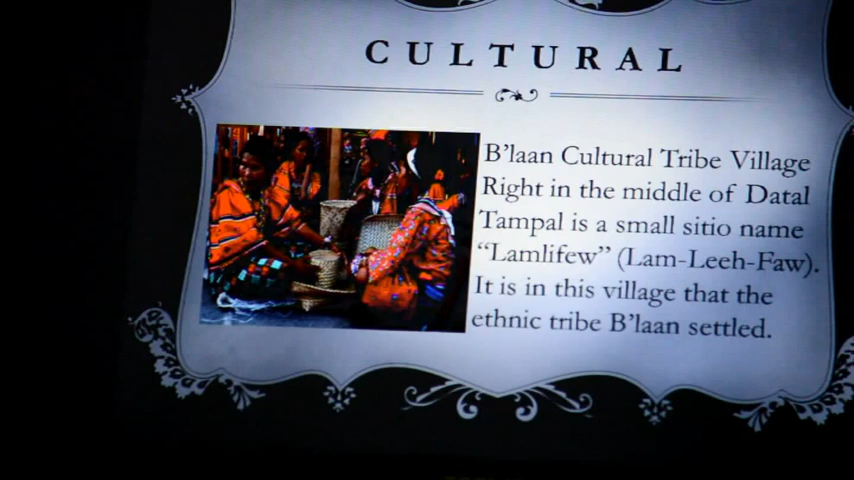 CULTURAL
B'laan Cultural Tribe Village
Right in the middle of Datal
Tampal is a small sitio name
“Lamlifew” (Lam-Leeh-Faw).
It is in this village that the
ethnic tribe B'laan settled.